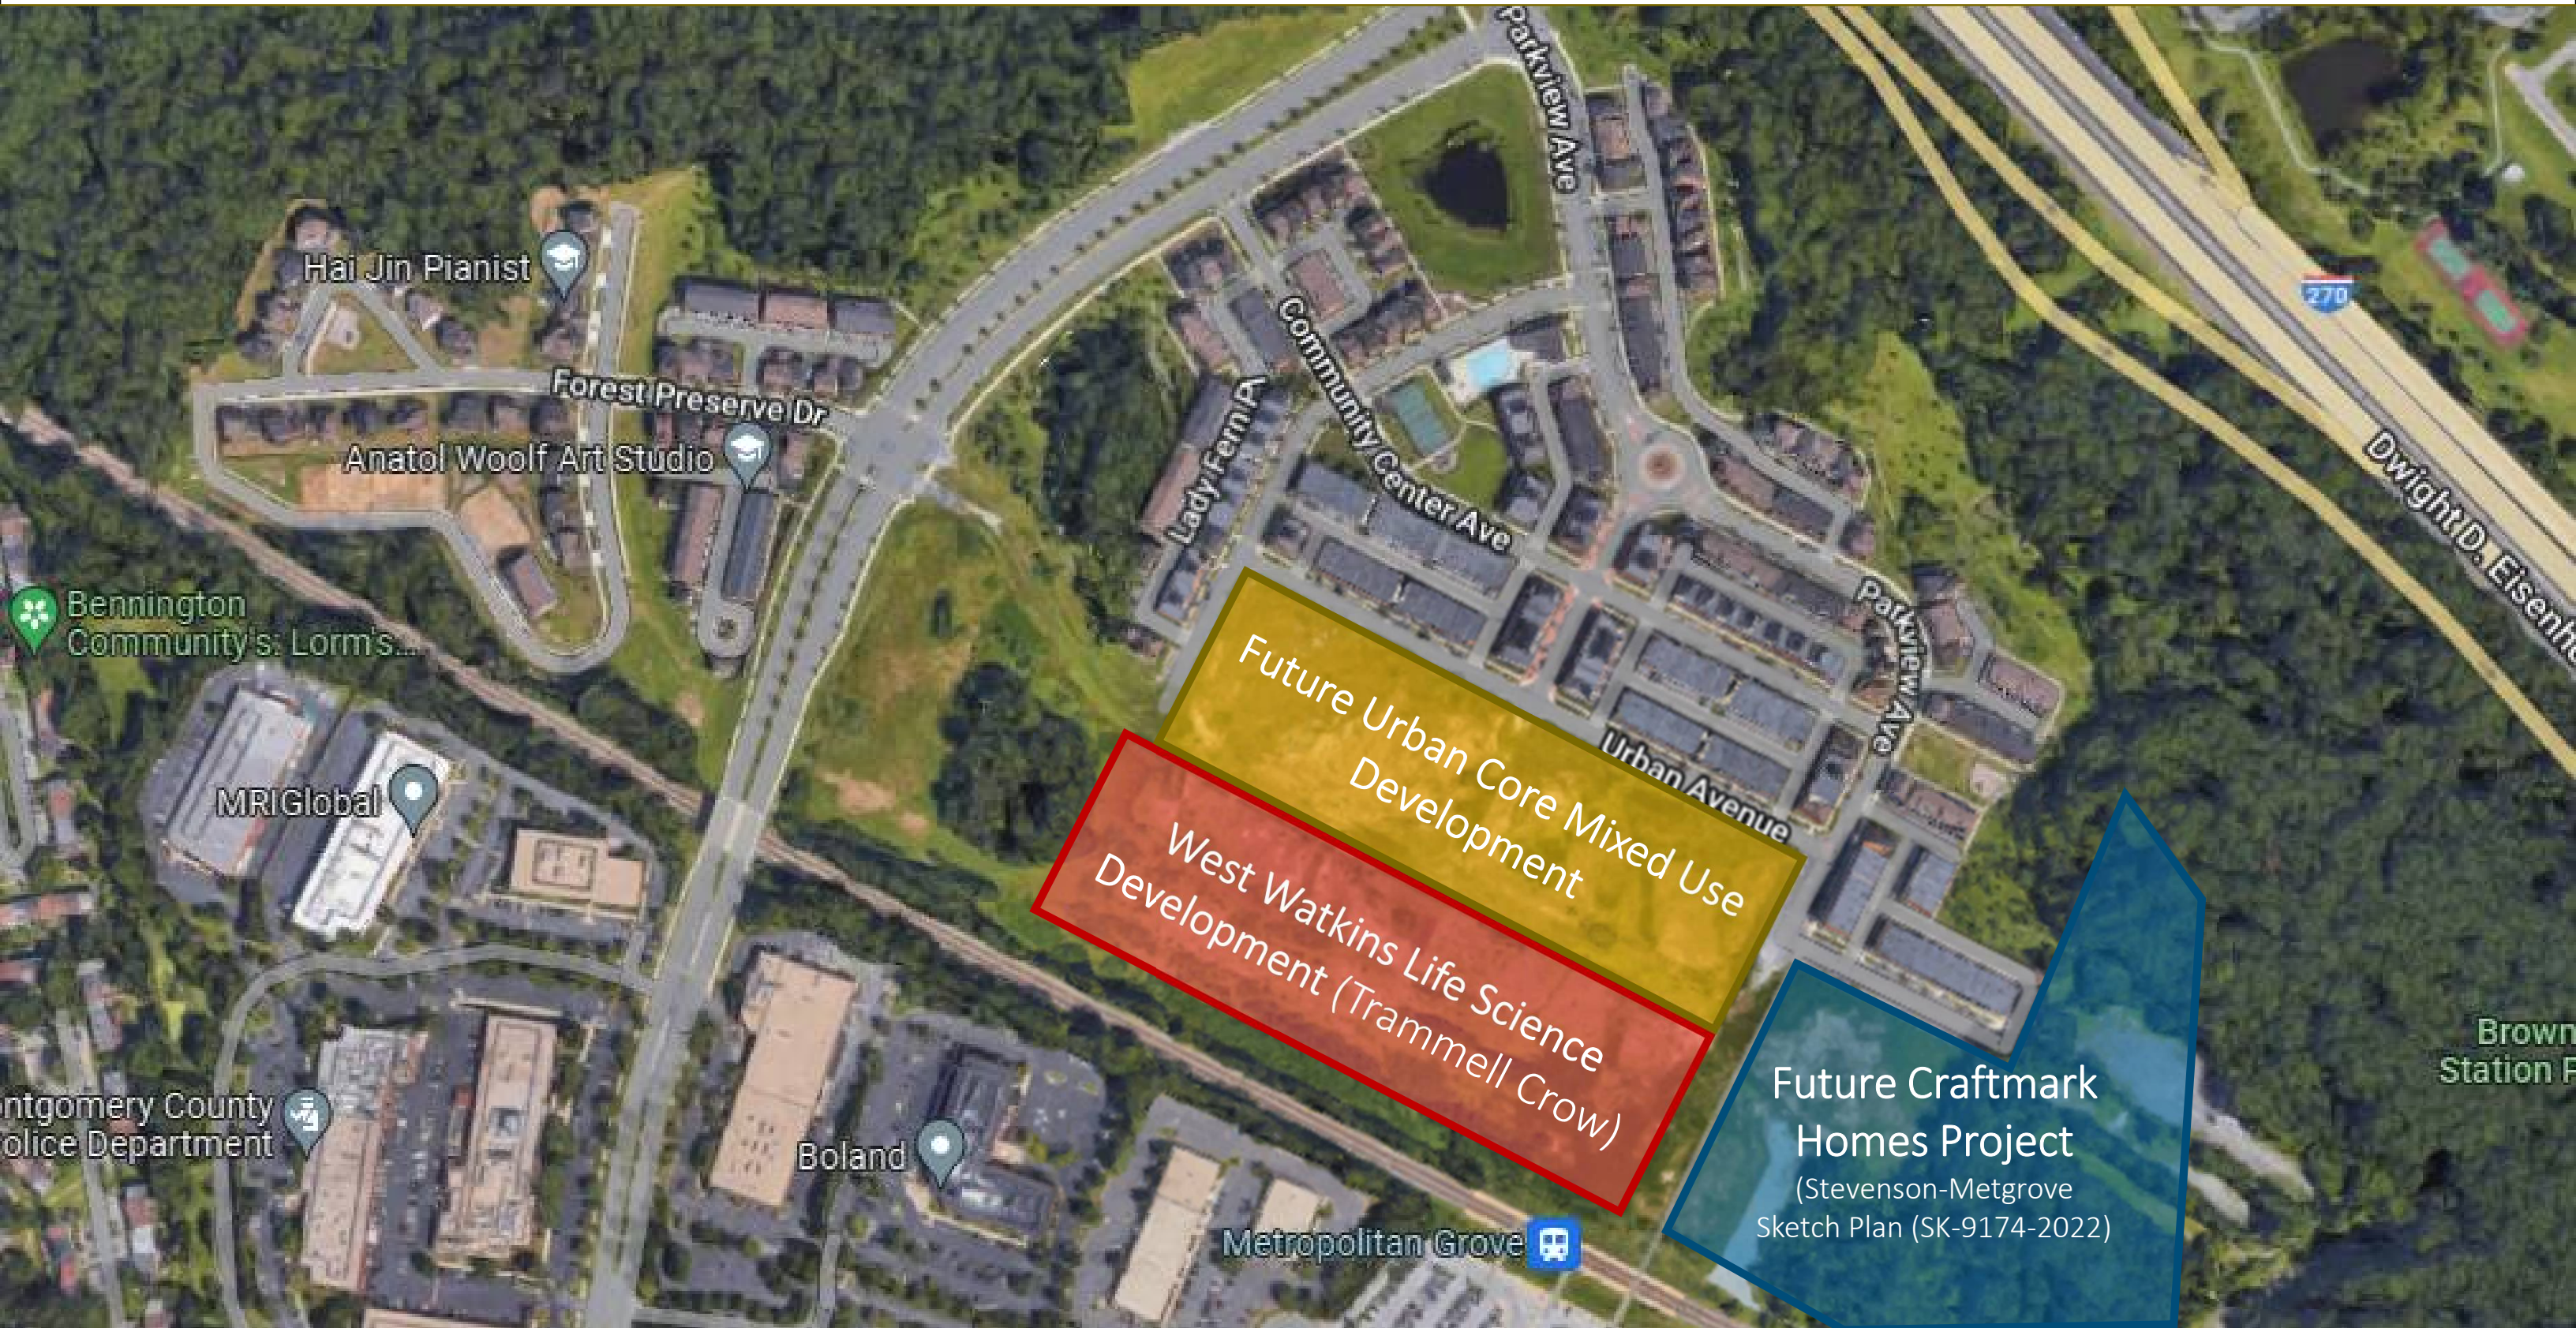 Parkview Ave
Hai Jin Pianist
270
Community Center Ave
Forest Preserve Dr
Lady Fern Pl
Anatol Woolf Art Studio
Dwight D. Eisenh
Bennington
Community's: Lorm's...
Parkview Ave
Future Urban Core Mixed Use
Development
Urban Avenue
MRIGlobal
West Watkins Life Science
Development (Trammell Crow)
Brown
Station P
Future Craftmark
Homes Project
(Stevenson-Metgrove
Sketch Plan (SK-9174-2022)
ntgomery County
olice Department
Boland
Metropolitan Grove